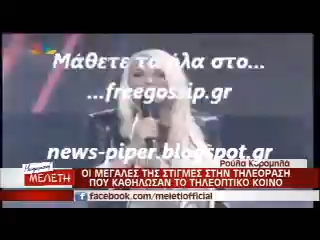 Μάθετε τα όλα στο...
...freegossip.gr
news-piper.blogspot.gr
Ρούλα Κορομηλά
ΜΕΛΕΤΗ
ΟΙ ΜΕΓΑΛΕΣ ΤΗΣ ΣΤΙΓΜΕΣ ΣΤΗΝ ΤΗΛΕΟΡΑΣΗ
ΠΟΥ ΚΑΘΗΛΩΣΑΝ ΤΟ ΤΗΛΕΟΠΤΙΚΟ ΚΟΙΝΟ
facebook.com/meletiofficial